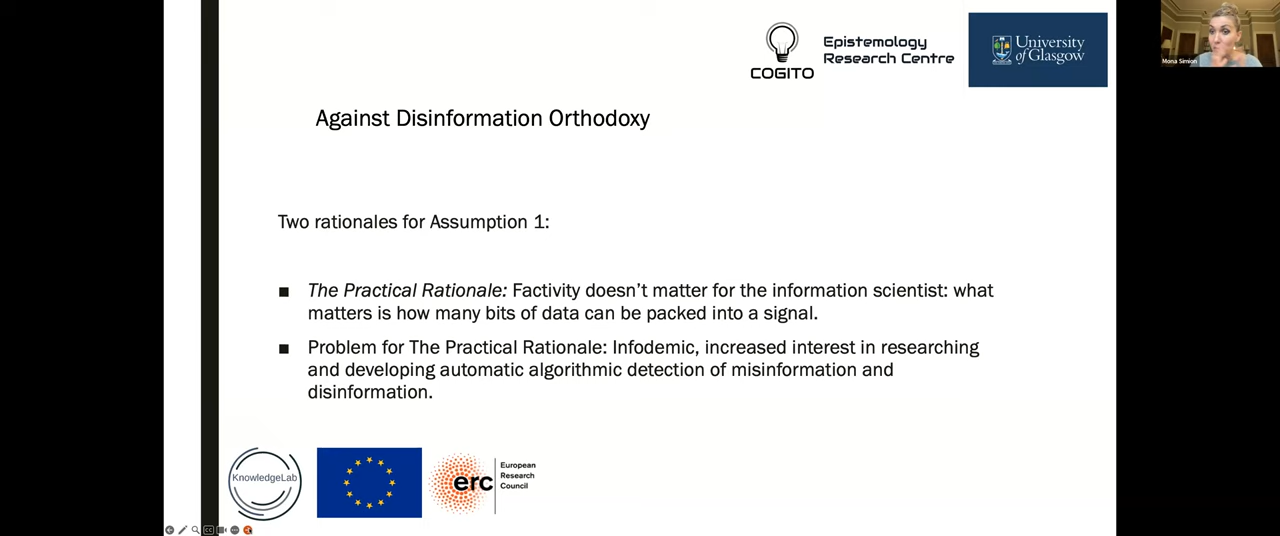 COGITO
Epistemology
Research Centre
University
of Glasgow
Mona Simion
Against Disinformation Orthodoxy
Two rationales for Assumption 1:
■ The Practical Rationale: Factivity doesn’t matter for the information scientist: what
matters is how many bits of data can be packed into a signal.
■ Problem for The Practical Rationale: Infodemic, increased interest in researching
and developing automatic algorithmic detection of misinformation and
disinformation.
KnowledgeLab
erc
European
Research
Council